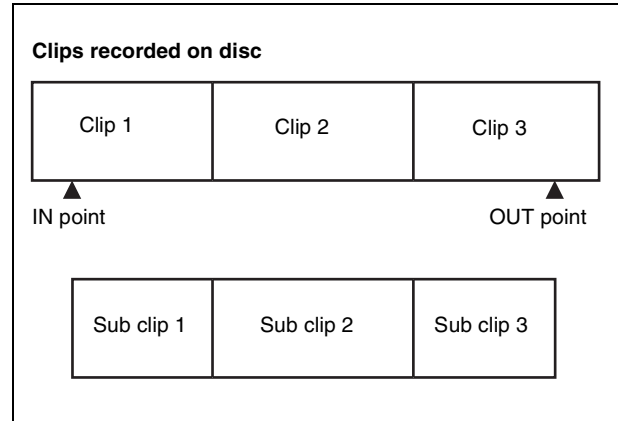 Clips recorded on disc
Clip 1 Clip 2 Clip 3
IN point OUT point
Sub clip 1 Sub clip 2 Sub clip 3